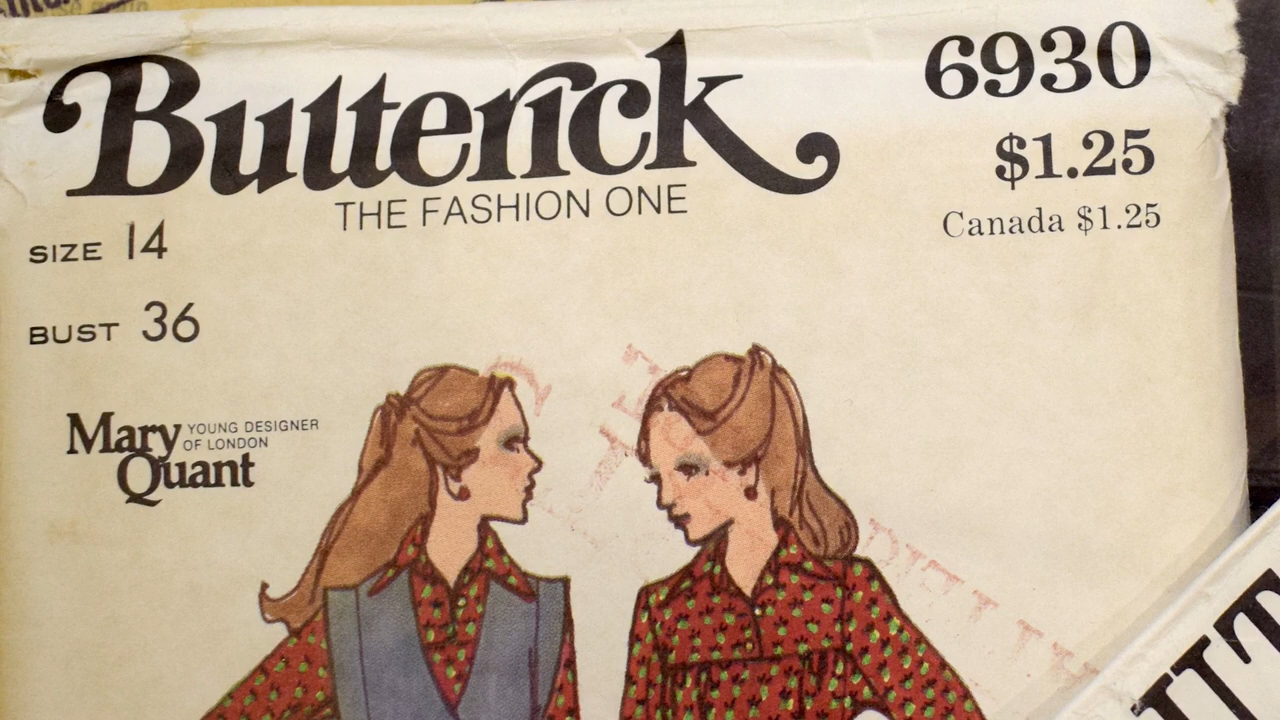 Butterick
6930
THE FASHION ONE
$1.25
Canada $1.25
SIZE 14
BUST 36
Mary Quant
YOUNG DESIGNER
OF LONDON